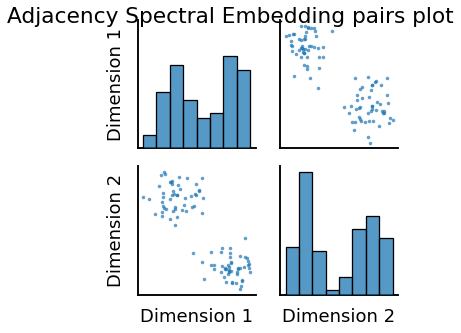 Adjacency Spectral Embedding pairs plot
Dimension 1
Dimension 2
Dimension 1
Dimension 2